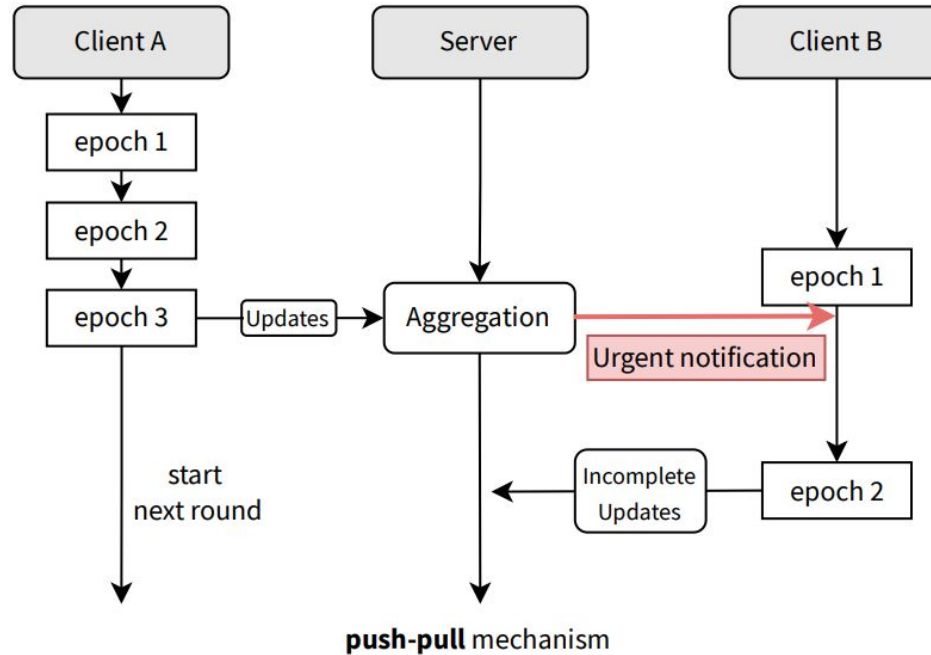 Client A
Server
Client B
epoch 1
epoch 2
epoch 3
Updates
Aggregation
epoch 1
Urgent notification
start
next round
Incomplete
Updates
epoch 2
push-pull mechanism